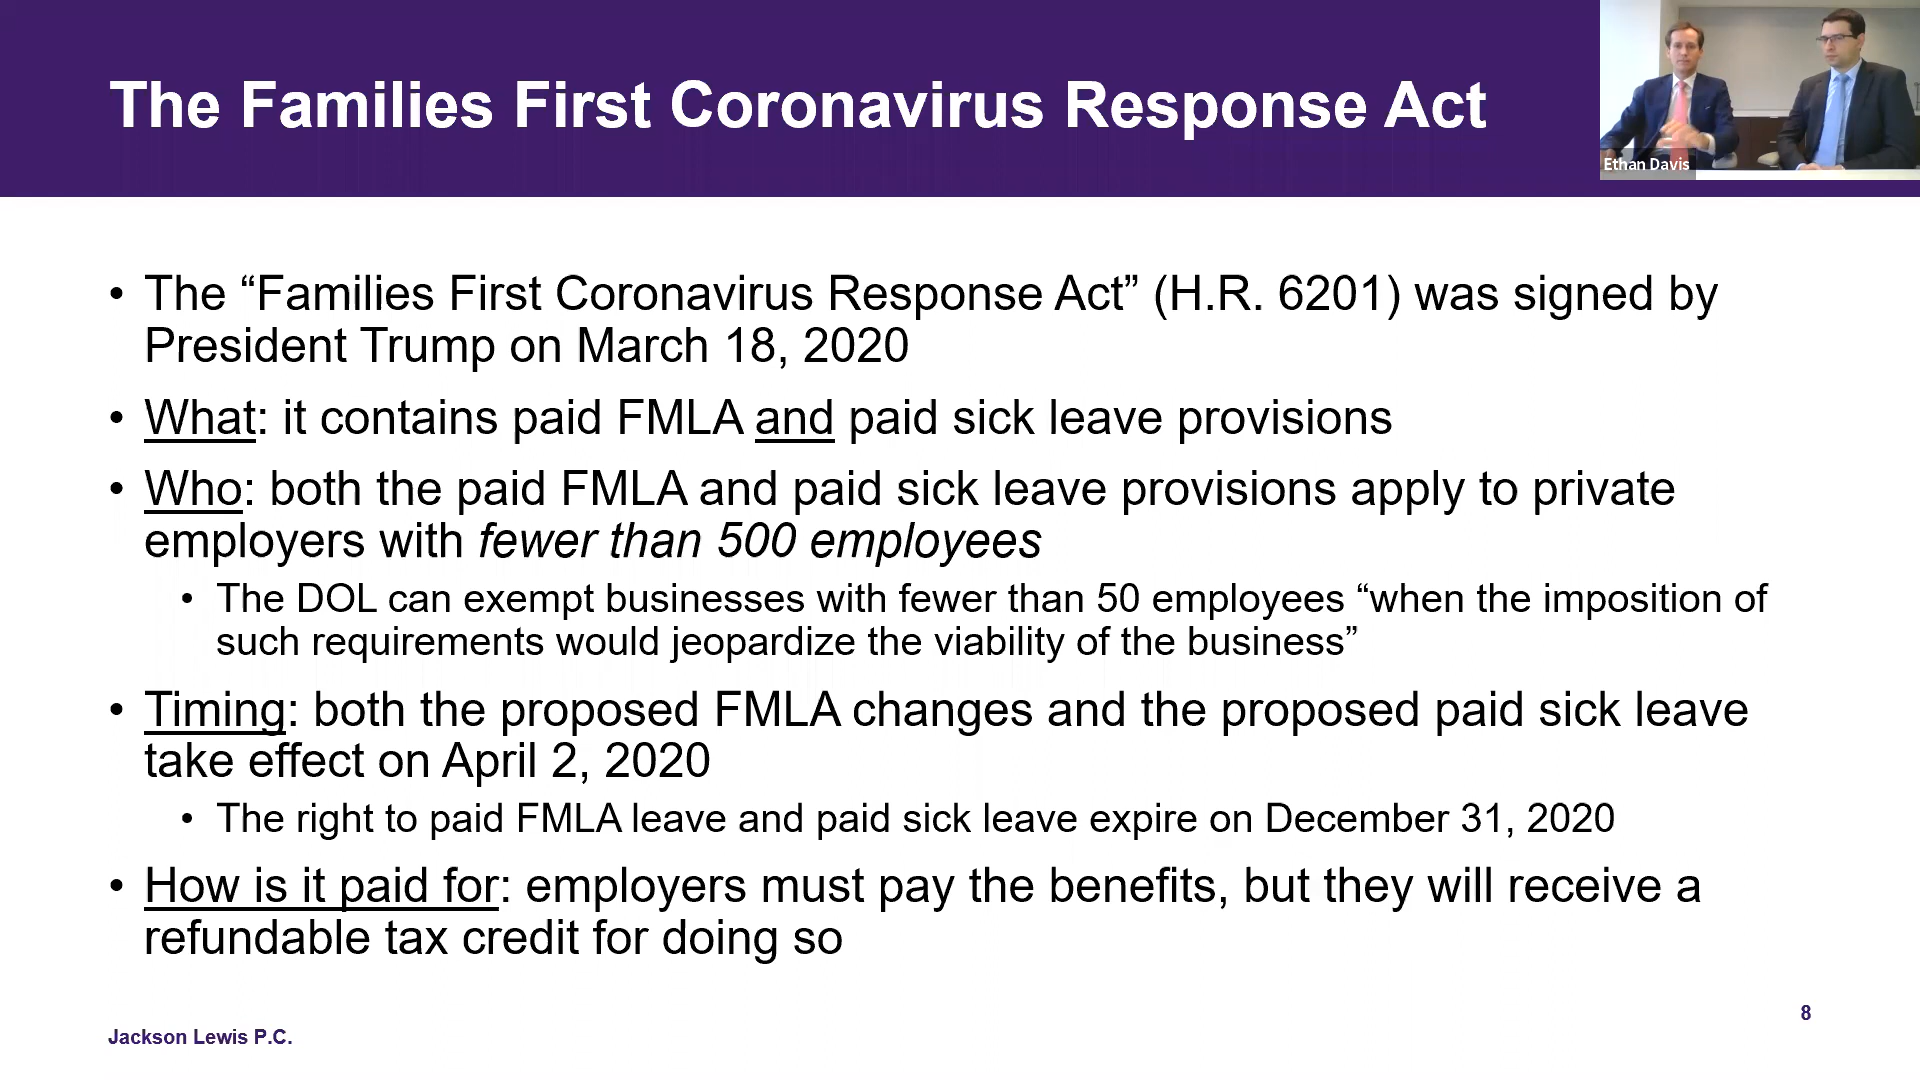 The Families First Coronavirus Response Act
Ethan Davis
• The “Families First Coronavirus Response Act” (H.R. 6201) was signed by
President Trump on March 18, 2020
• What: it contains paid FMLA and paid sick leave provisions
• Who: both the paid FMLA and paid sick leave provisions apply to private
employers with fewer than 500 employees
• The DOL can exempt businesses with fewer than 50 employees “when the imposition of
such requirements would jeopardize the viability of the business”
• Timing: both the proposed FMLA changes and the proposed paid sick leave
take effect on April 2, 2020
• The right to paid FMLA leave and paid sick leave expire on December 31, 2020
• How is it paid for: employers must pay the benefits, but they will receive a
refundable tax credit for doing so
8
Jackson Lewis P.C.